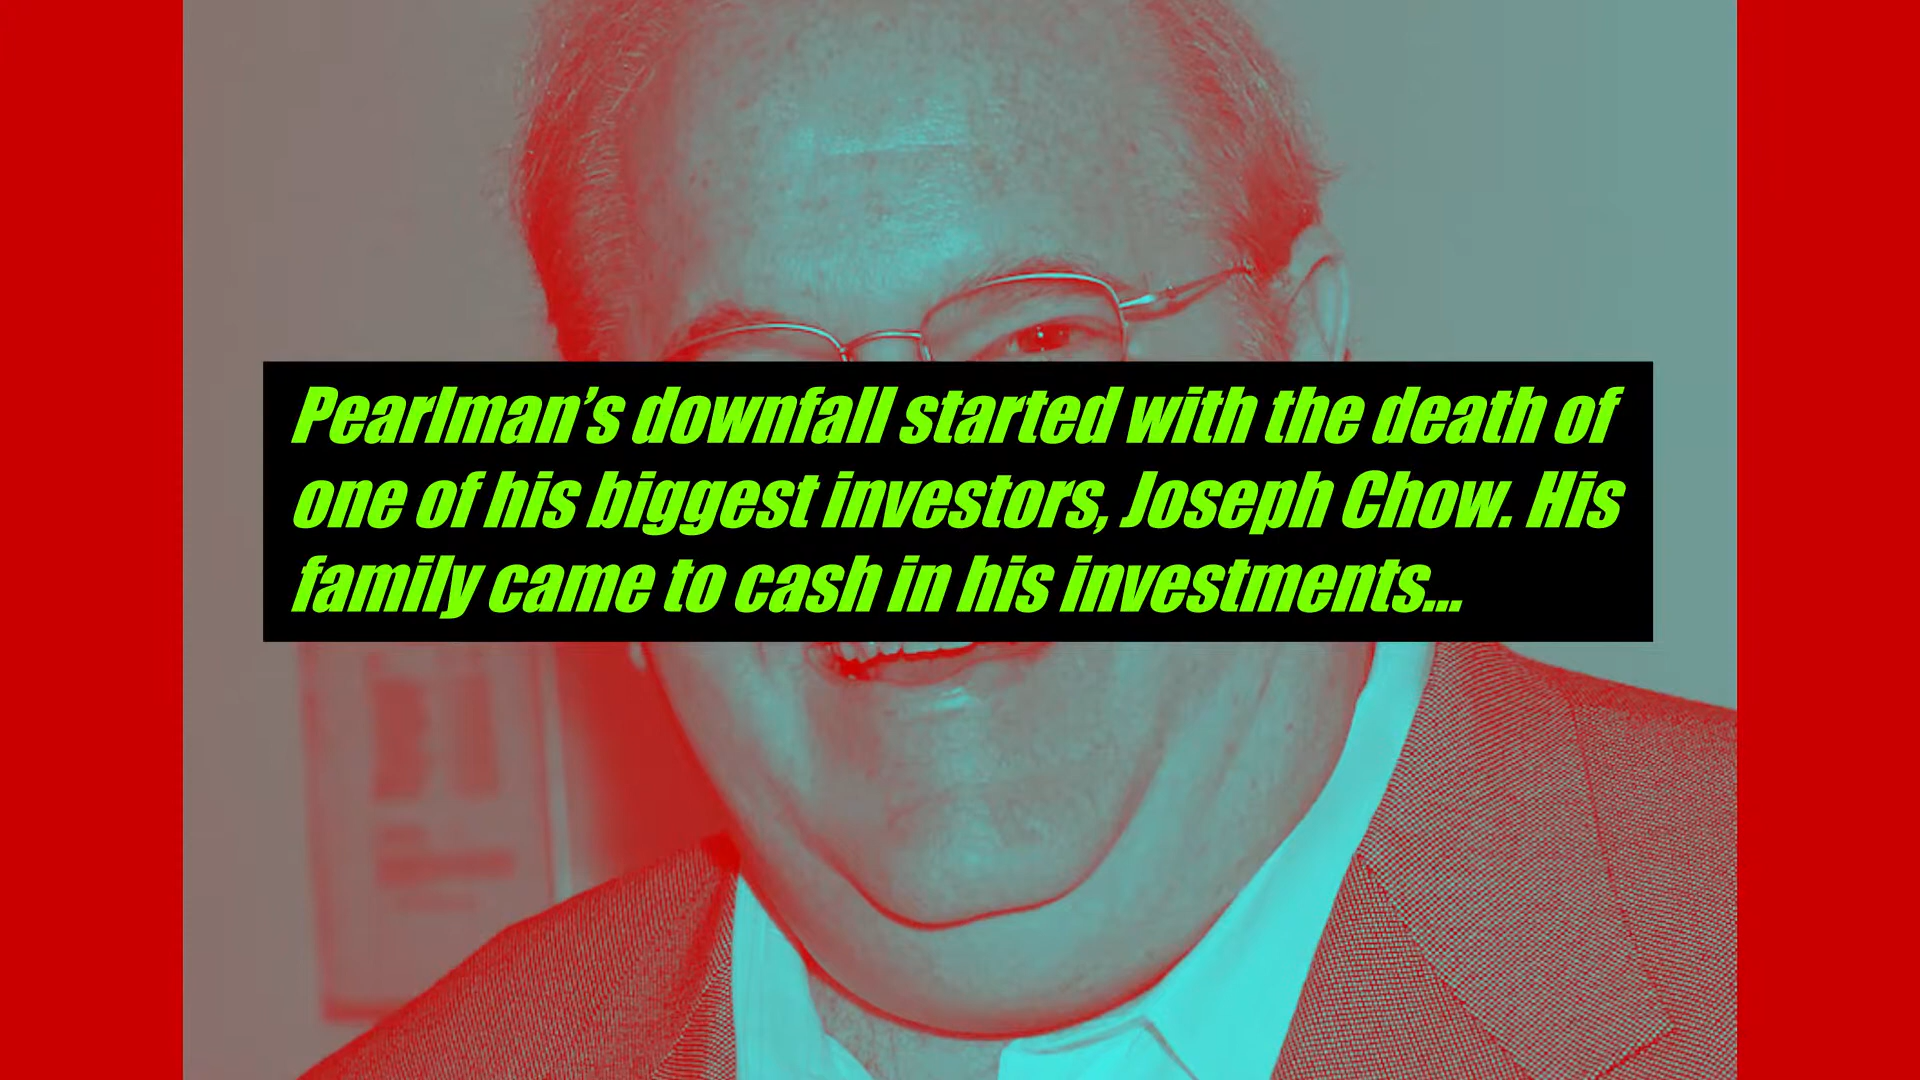 Pearlman’s downfall started with the death of
one of his biggest investors, Joseph Chow. His
family came to cash in his investments...